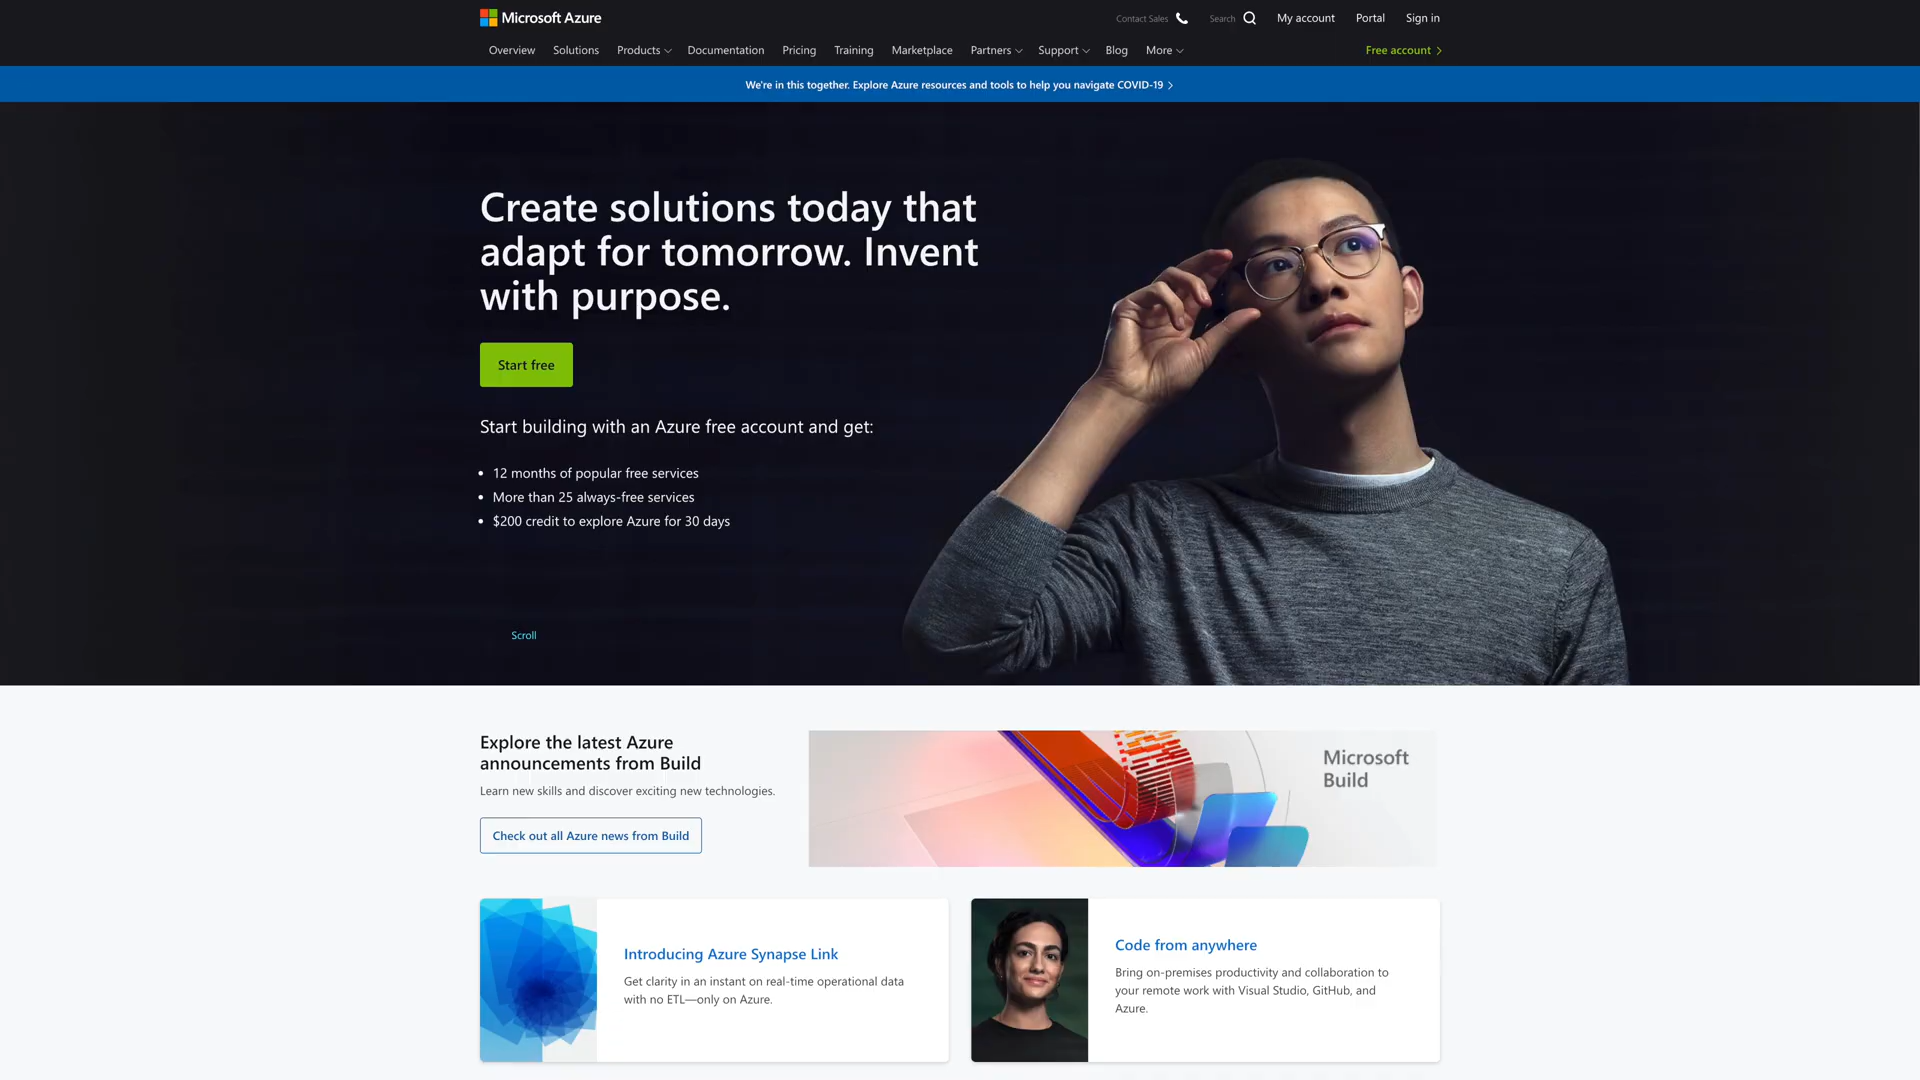 Microsoft Azure
Contact Sales
Search
My account
Portal
Sign in
Overview
Solutions
Products
Documentation
Pricing
Training
Marketplace
Partners
Support
Blog
More
Free account
We're in this together. Explore Azure resources and tools to help you navigate COVID-19
Create solutions today that
adapt for tomorrow. Invent
with purpose.
Start free
Start building with an Azure free account and get:
• 12 months of popular free services
• More than 25 always-free services
• $200 credit to explore Azure for 30 days
Scroll
Explore the latest Azure
announcements from Build
Learn new skills and discover exciting new technologies.
Check out all Azure news from Build
Microsoft
Build
Introducing Azure Synapse Link
Get clarity in an instant on real-time operational data
with no ETL—only on Azure.
Code from anywhere
Bring on-premises productivity and collaboration to
your remote work with Visual Studio, GitHub, and
Azure.